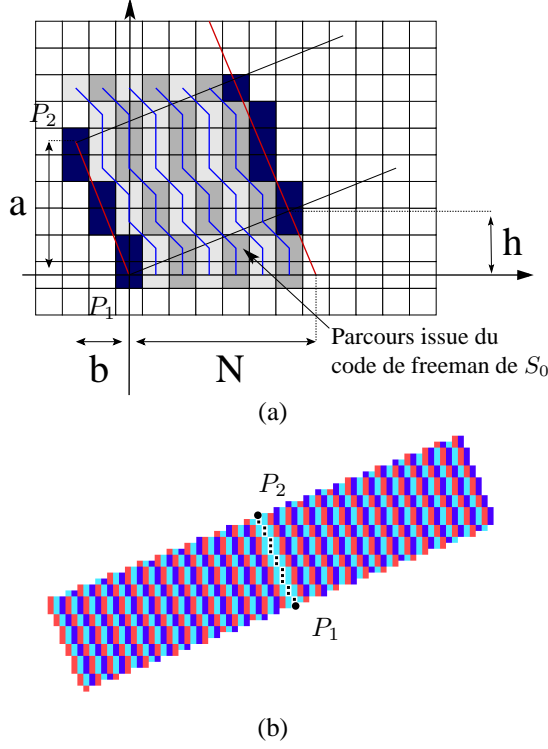 P2
a
h
P1
b
N
Parcours issue du
code de freeman de S0
(a)
P2
P1
(b)